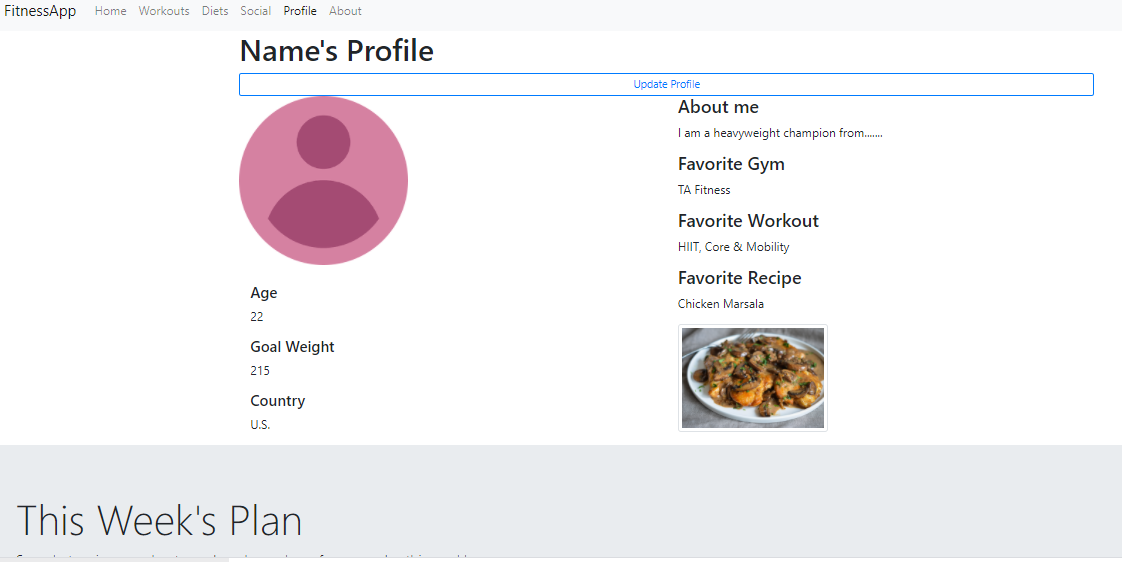 FitnessApp Home Workouts Diets Social Profile About
Name's Profile
Update Profile
About me
I am a heavyweight champion from.......
Favorite Gym
TA Fitness
Favorite Workout
HIIT, Core & Mobility
Favorite Recipe
Chicken Marsala
Age
22
Goal Weight
215
Country
U.S.
This Week's Plan